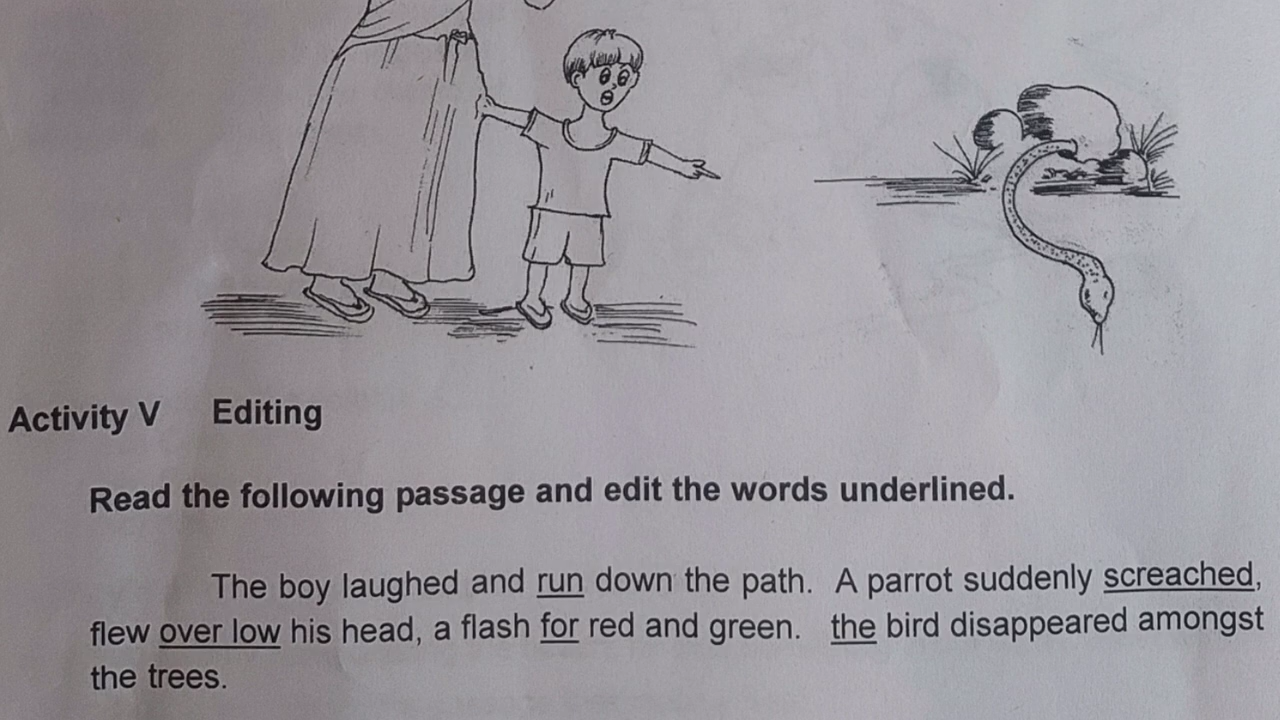 Activity V Editing
Read the following passage and edit the words underlined.
The boy laughed and run down the path. A parrot suddenly screached,
flew over low his head, a flash for red and green. the bird disappeared amongst
the trees.